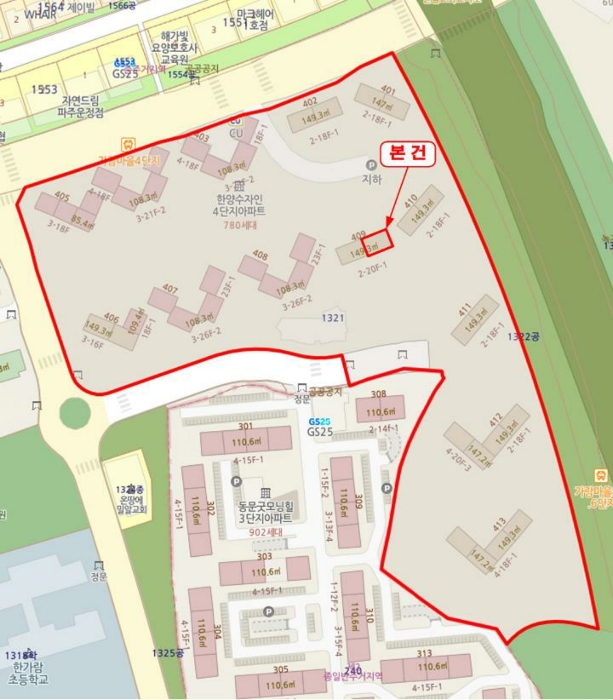 1564 제이빌
1566공
WHAIR
마크헤어
1551
1호점
해가빛
요양보호사
교육원
1553
GS25
1554공
공공공지
1553
자연드림
파주운정점
가람마을4단지
CU
CU
402
149.3㎡
2-18F-1
401
147㎡
2-18F-1
403
18F-1
4-18F
108.3㎡
지하
본 건
405
85.4㎡
3-18F
4-18F
108.3㎡
3-21F-2
한양수자인
4단지아파트
780세대
410
149.3㎡
2-18F-1
409
149.3㎡
2-20F-1
408
23F-1
108.3㎡
3-26F-2
407
23F-1
108.3㎡
3-26F-2
406
149.3㎡
109.4㎡
18F-1
3-16F
1321
411
149.3㎡
2-18F-1
1322공
정문
공공공지
GS25
GS25
308
110.6㎡
2-14F-1
301
110.6㎡
4-15F-1
412
149.3㎡
147.2㎡
4-20F-3
302
110.6㎡
4-15F-1
309
110.6㎡
1-15F-2
3-13F-4
동문굿모닝힐
3단지아파트
902세대
온땅에
밀알교회
413
149.3㎡
147.2㎡
4-18F-1
303
110.6㎡
4-15F-1
정문
304
110.6㎡
4-15F-1
310
110.6㎡
1-12F-2
3-15F-4
1318학
한가람
초등학교
1325공
305
110.6㎡
240
313
110.6㎡
4-15F-1